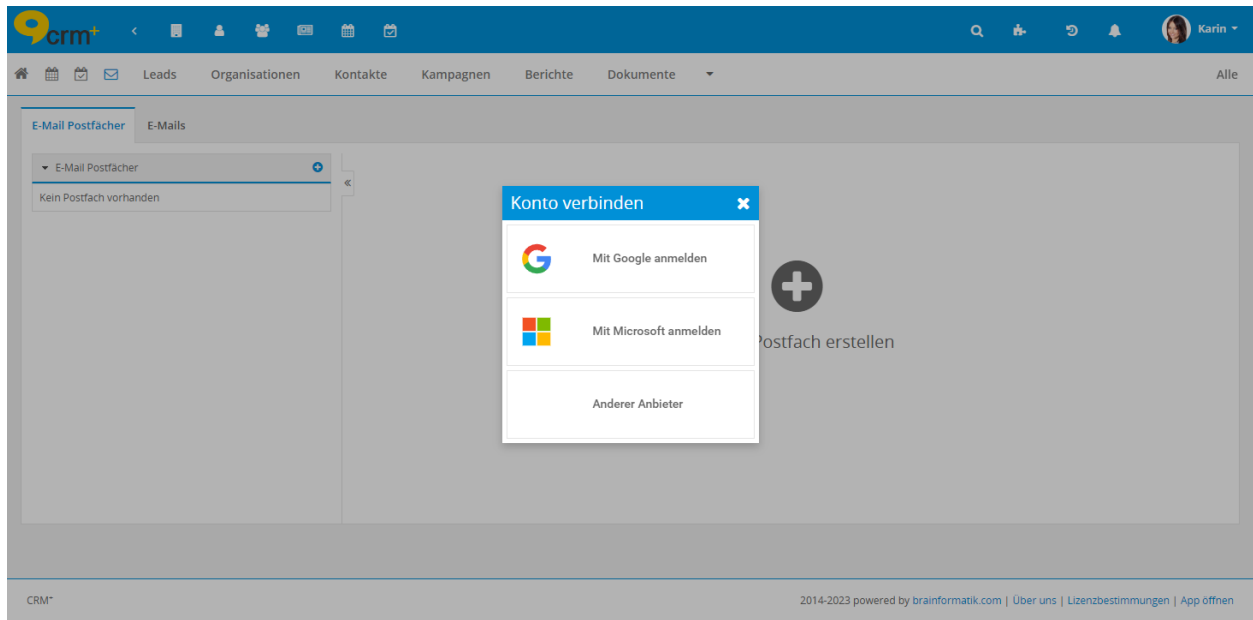 crm+
Karin
Leads Organisationen Kontakte Kampagnen Berichte Dokumente Alle
E-Mail Postfächer E-Mails
E-Mail Postfächer
Kein Postfach vorhanden
Konto verbinden
Mit Google anmelden
Mit Microsoft anmelden
Anderer Anbieter
Postfach erstellen
CRM+ 2014-2023 powered by brainformatik.com | Über uns | Lizenzbestimmungen | App öffnen